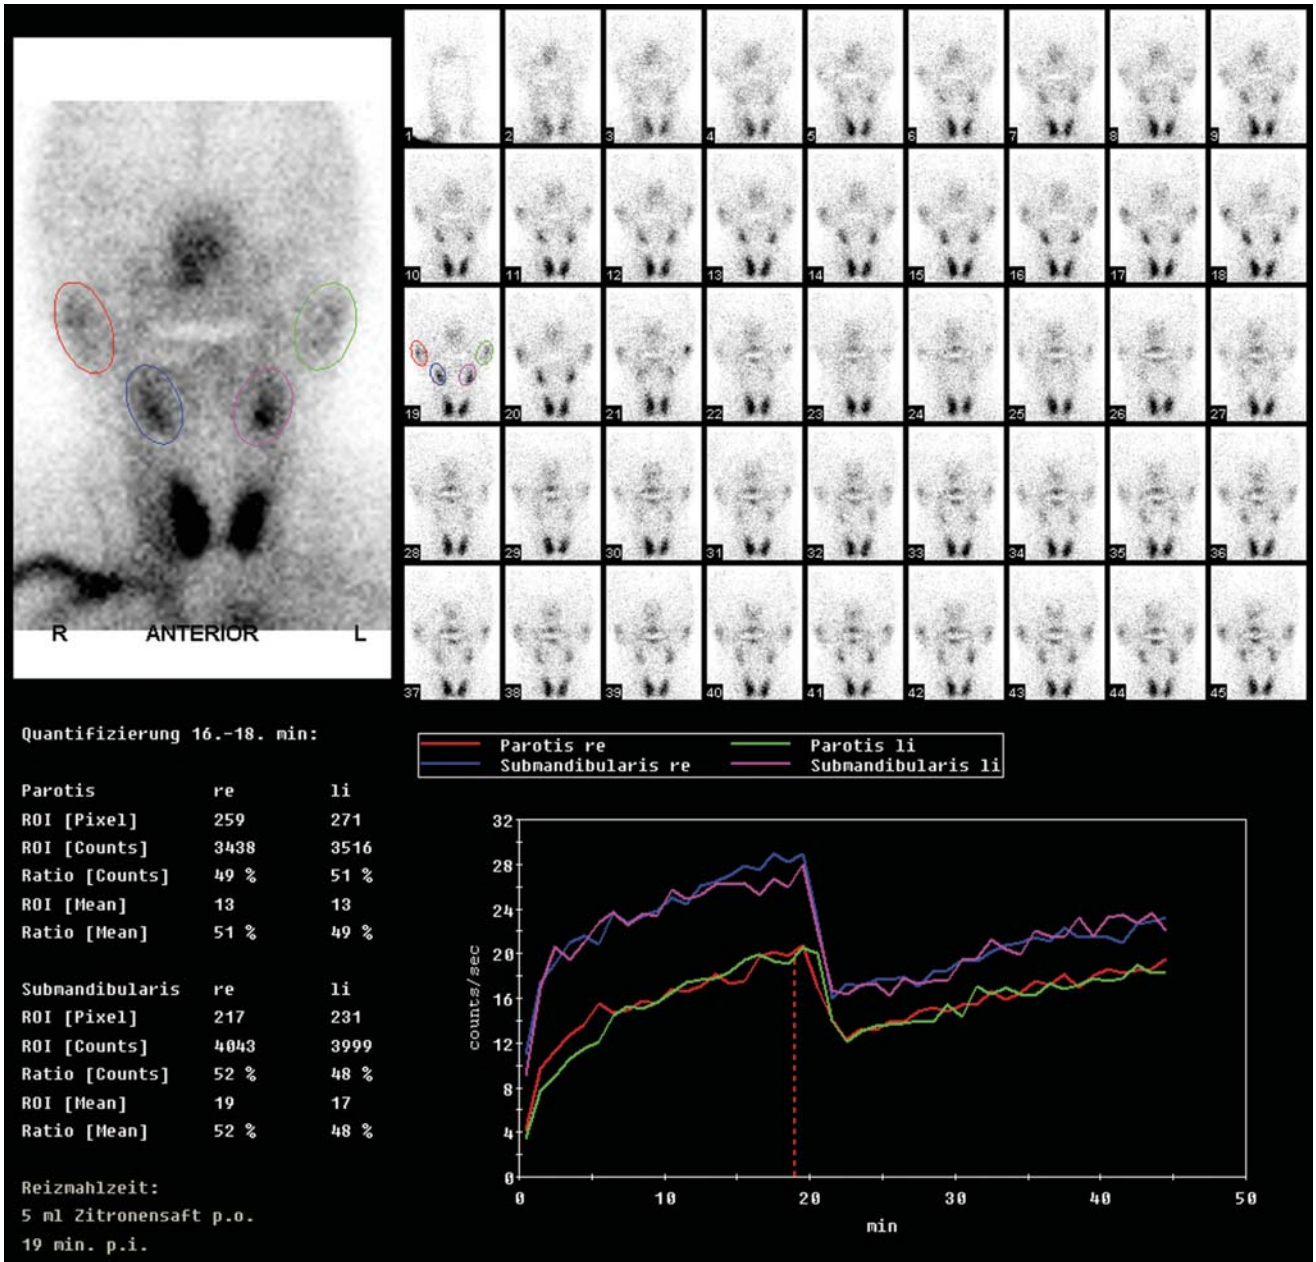 R ANTERIOR L
1 2 3 4 5 6 7 8 9
10 11 12 13 14 15 16 17 18
19 20 21 22 23 24 25 26 27
28 29 30 31 32 33 34 35 36
37 38 39 40 41 42 43 44 45
Quantifizierung 16.-18. min:
Parotis re li
ROI [Pixel] 259 271
ROI [Counts] 3438 3516
Ratio [Counts] 49 % 51 %
ROI [Mean] 13 13
Ratio [Mean] 51 % 49 %
Submandibularis re li
ROI [Pixel] 217 231
ROI [Counts] 4043 3999
Ratio [Counts] 52 % 48 %
ROI [Mean] 19 17
Ratio [Mean] 52 % 48 %
Reizmahlzeit:
5 ml Zitronensaft p.o.
19 min. p.i.
Parotis re Parotis li
Submandibularis re Submandibularis li
32
28
24
20
16
12
8
4
0
counts/sec
0 10 20 30 40 50
min